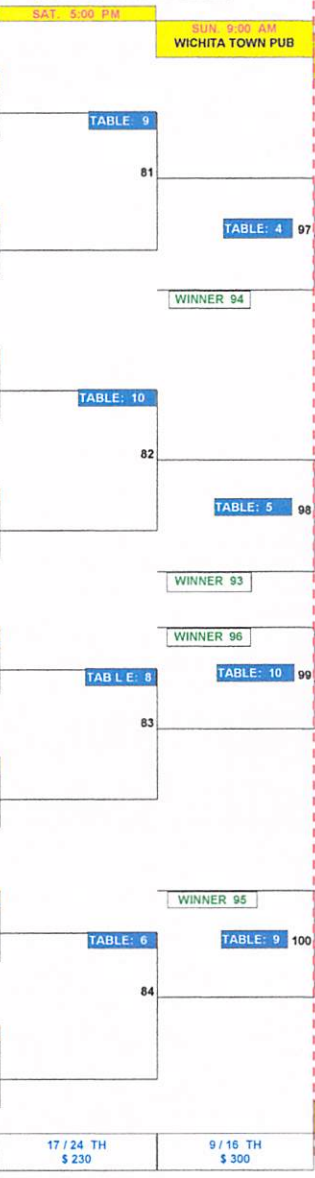 SAT. 5:00 PM
SUN. 9:00 AM
WICHITA TOWN PUB
TABLE: 9
81
TABLE: 4 97
WINNER 94
TABLE: 10
82
TABLE: 5 98
WINNER 93
WINNER 96
TABLE: 8
TABLE: 10 99
83
WINNER 95
TABLE: 6
TABLE: 9 100
84
17 / 24 TH
$ 230
9 / 16 TH
$ 300